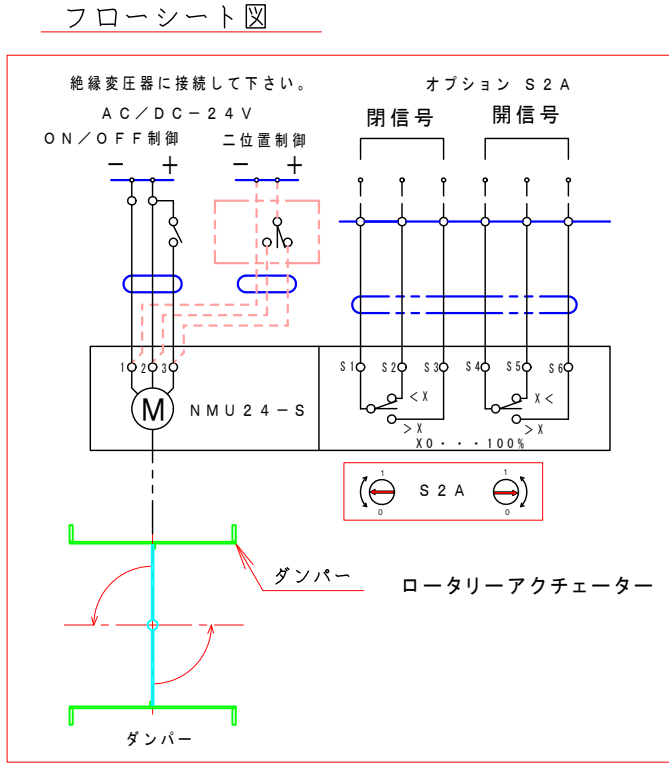 フローシート図
絶縁変圧器に接続して下さい。
AC/DC-24V
ON/OFF制御
二位置制御
- +
- +
オプション S2A
閉信号
開信号
1 2 3
M
NMU24-S
S1 S2 S3 S4 S5 S6
<X
>X
X<
>X
X0・・・100%
1
0
S2A
1
0
ダンパー
ロータリーアクチェーター
ダンパー